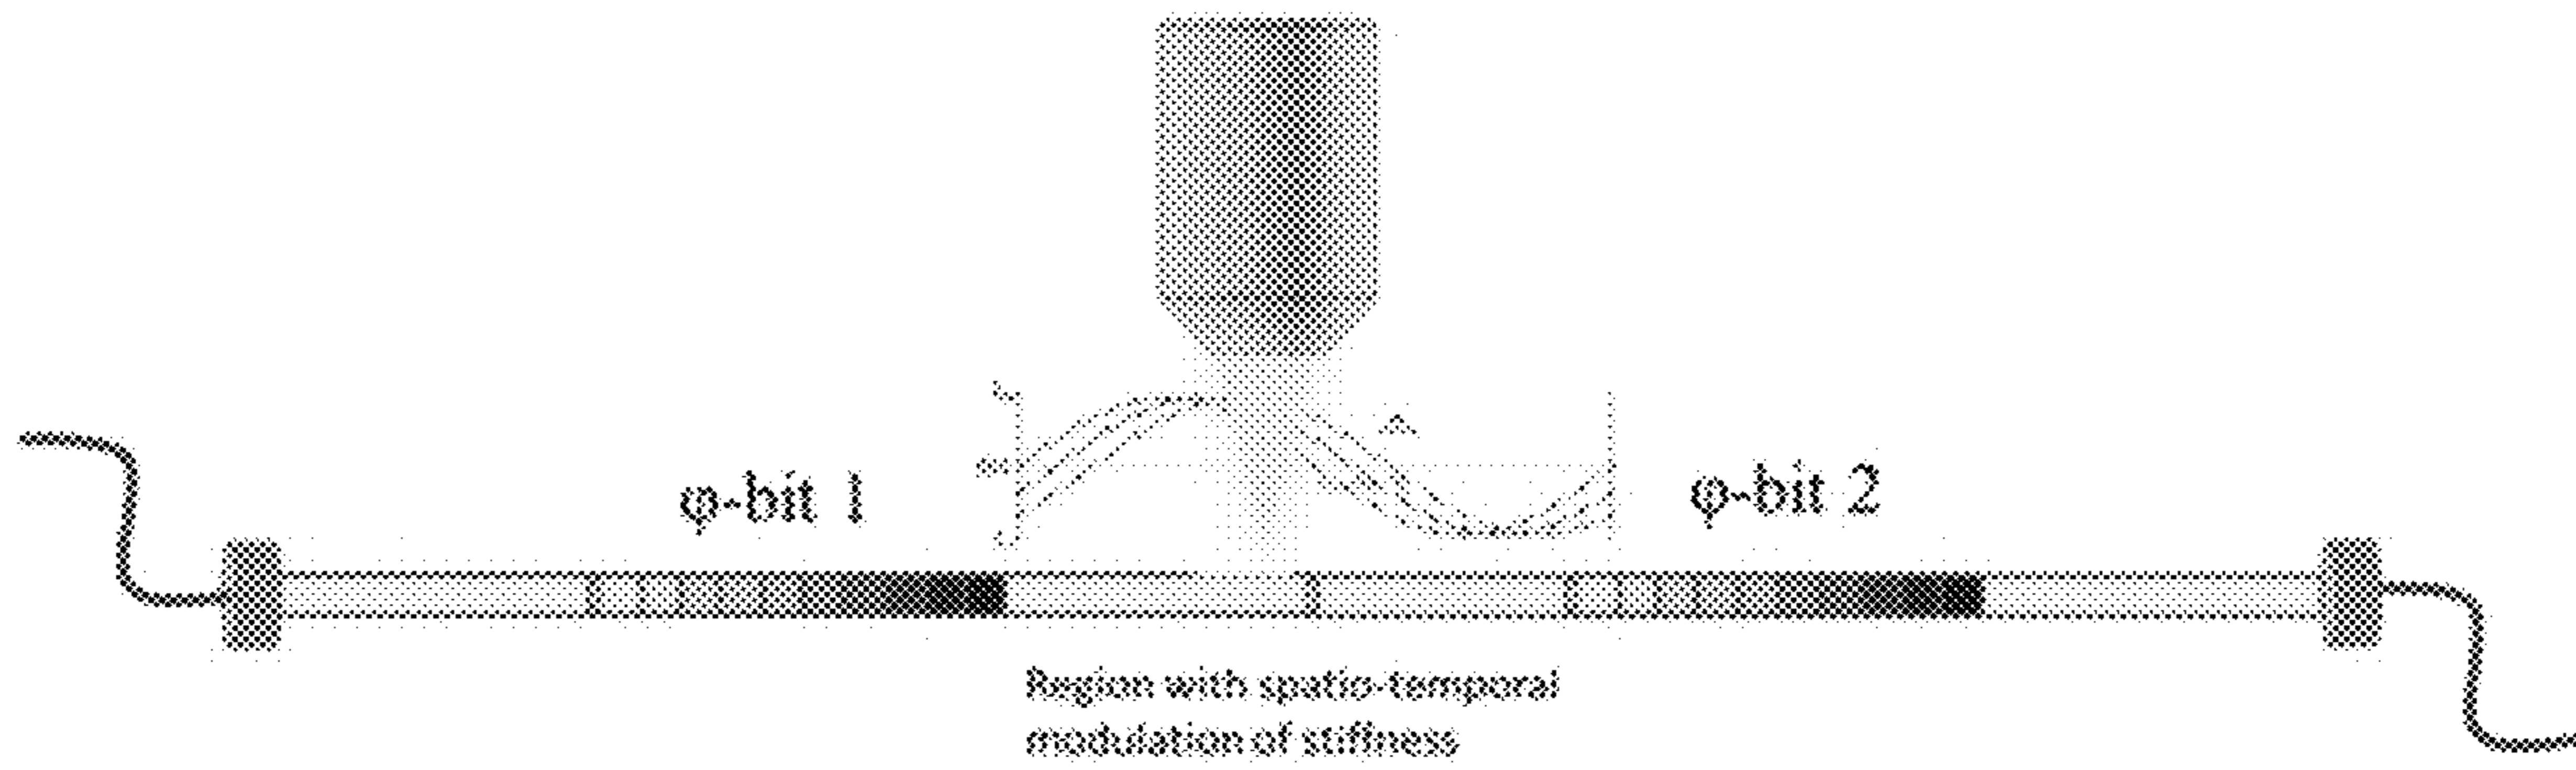 φ-bit 1
φ-bit 2
Region with spatio-temporal
modulation of stiffness